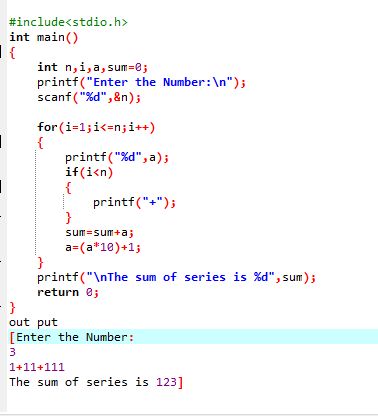 #include<stdio.h>
int main()
{
    int n,i,a,sum=0;
    printf("Enter the Number:\n");
    scanf("%d",&n);

    for(i=1;i<=n;i++)
    {
        printf("%d",a);
        if(i<n)
        {
            printf("+");
        }
        sum=sum+a;
        a=(a*10)+1;
    }
    printf("\nThe sum of series is %d",sum);
    return 0;
}
out put
[Enter the Number:
3
1+11+111
The sum of series is 123]